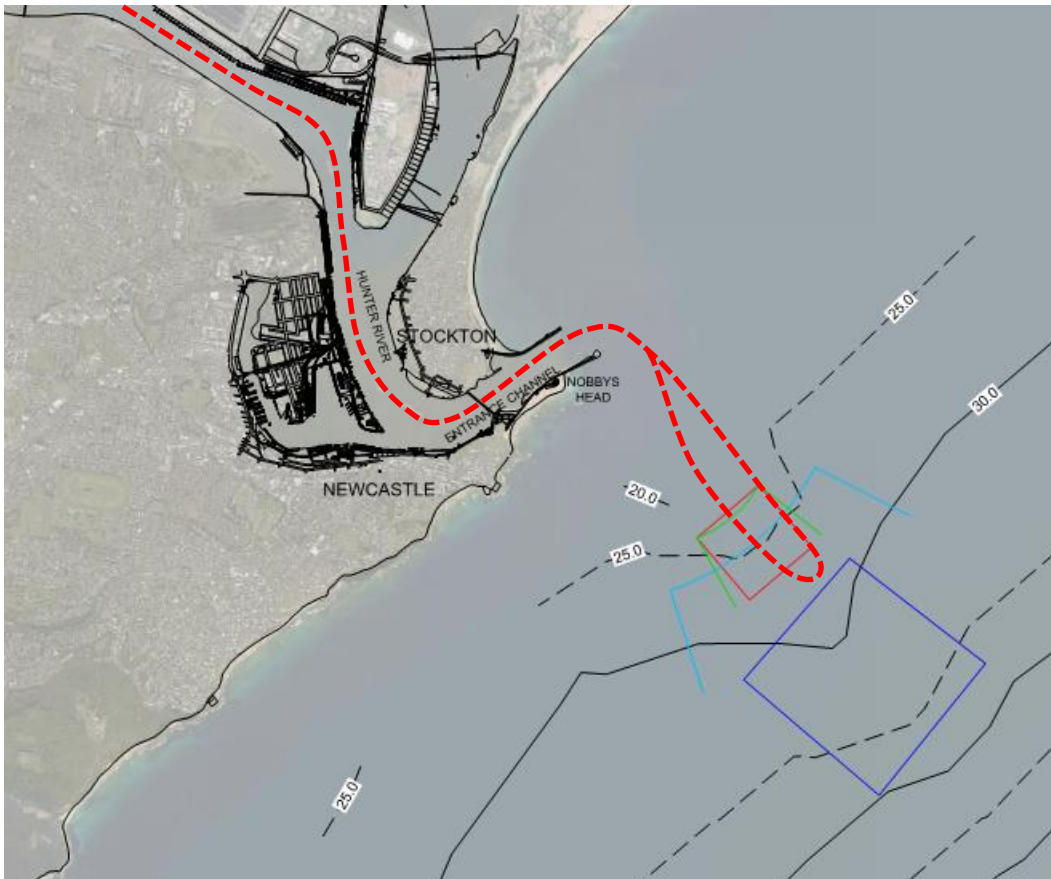 25.0
30.0
HUNTER RIVER
STOCKTON
ENTRANCE CHANNEL
NOBBYS
HEAD
NEWCASTLE
20.0
25.0
25.0